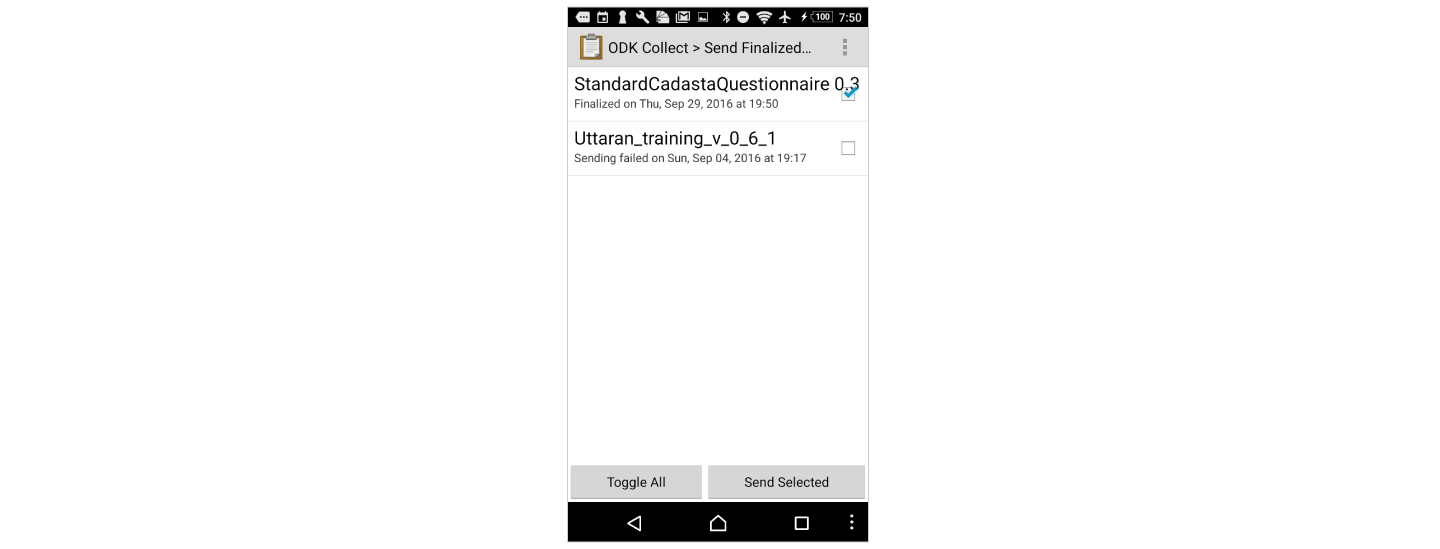 100 7:50
ODK Collect > Send Finalized...
StandardCadastaQuestionnaire 0.3
Finalized on Thu, Sep 29, 2016 at 19:50
Uttaran_training_v_0_6_1
Sending failed on Sun, Sep 04, 2016 at 19:17
Toggle All Send Selected